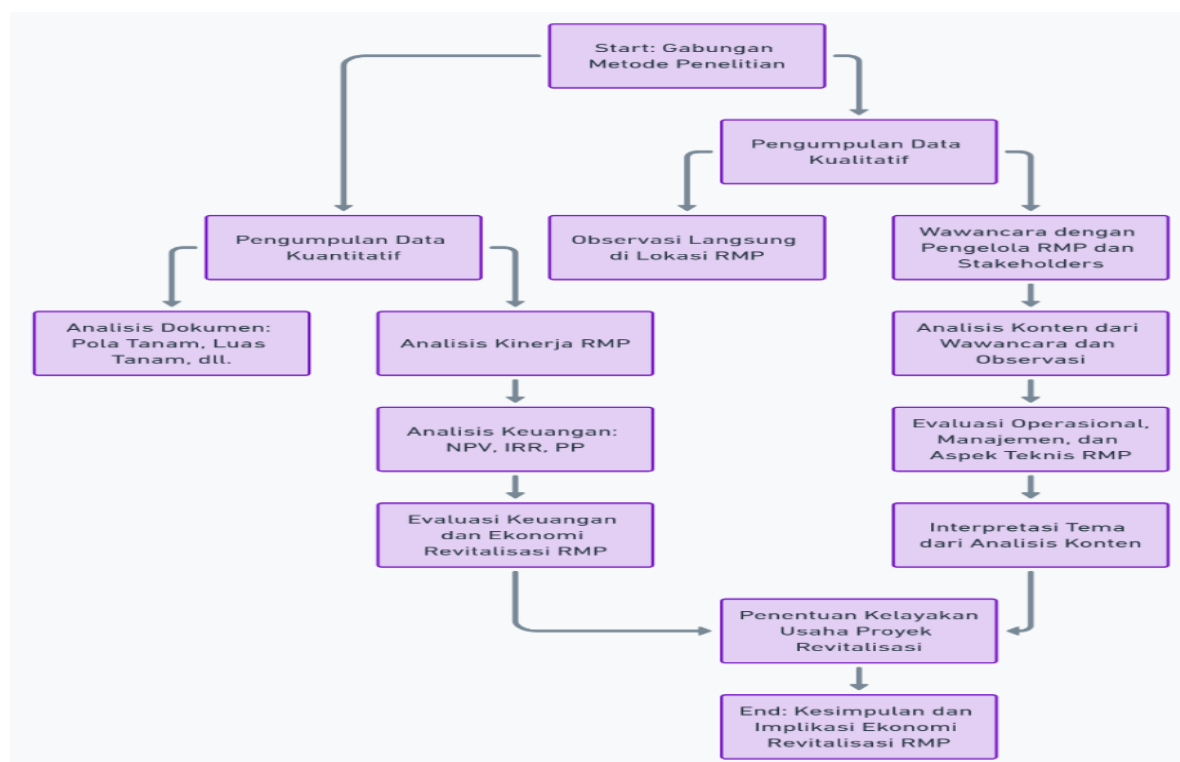 Start: Gabungan
Metode Penelitian
Pengumpulan Data
Kualitatif
Pengumpulan Data
Kuantitatif
Observasi Langsung
di Lokasi RMP
Wawancara dengan
Pengelola RMP dan
Stakeholders
Analisis Dokumen:
Pola Tanam, Luas
Tanam, dll.
Analisis Kinerja RMP
Analisis Konten dari
Wawancara dan
Observasi
Analisis Keuangan:
NPV, IRR, PP
Evaluasi Operasional,
Manajemen, dan
Aspek Teknis RMP
Evaluasi Keuangan
dan Ekonomi
Revitalisasi RMP
Interpretasi Tema
dari Analisis Konten
Penentuan Kelayakan
Usaha Proyek
Revitalisasi
End: Kesimpulan dan
Implikasi Ekonomi
Revitalisasi RMP